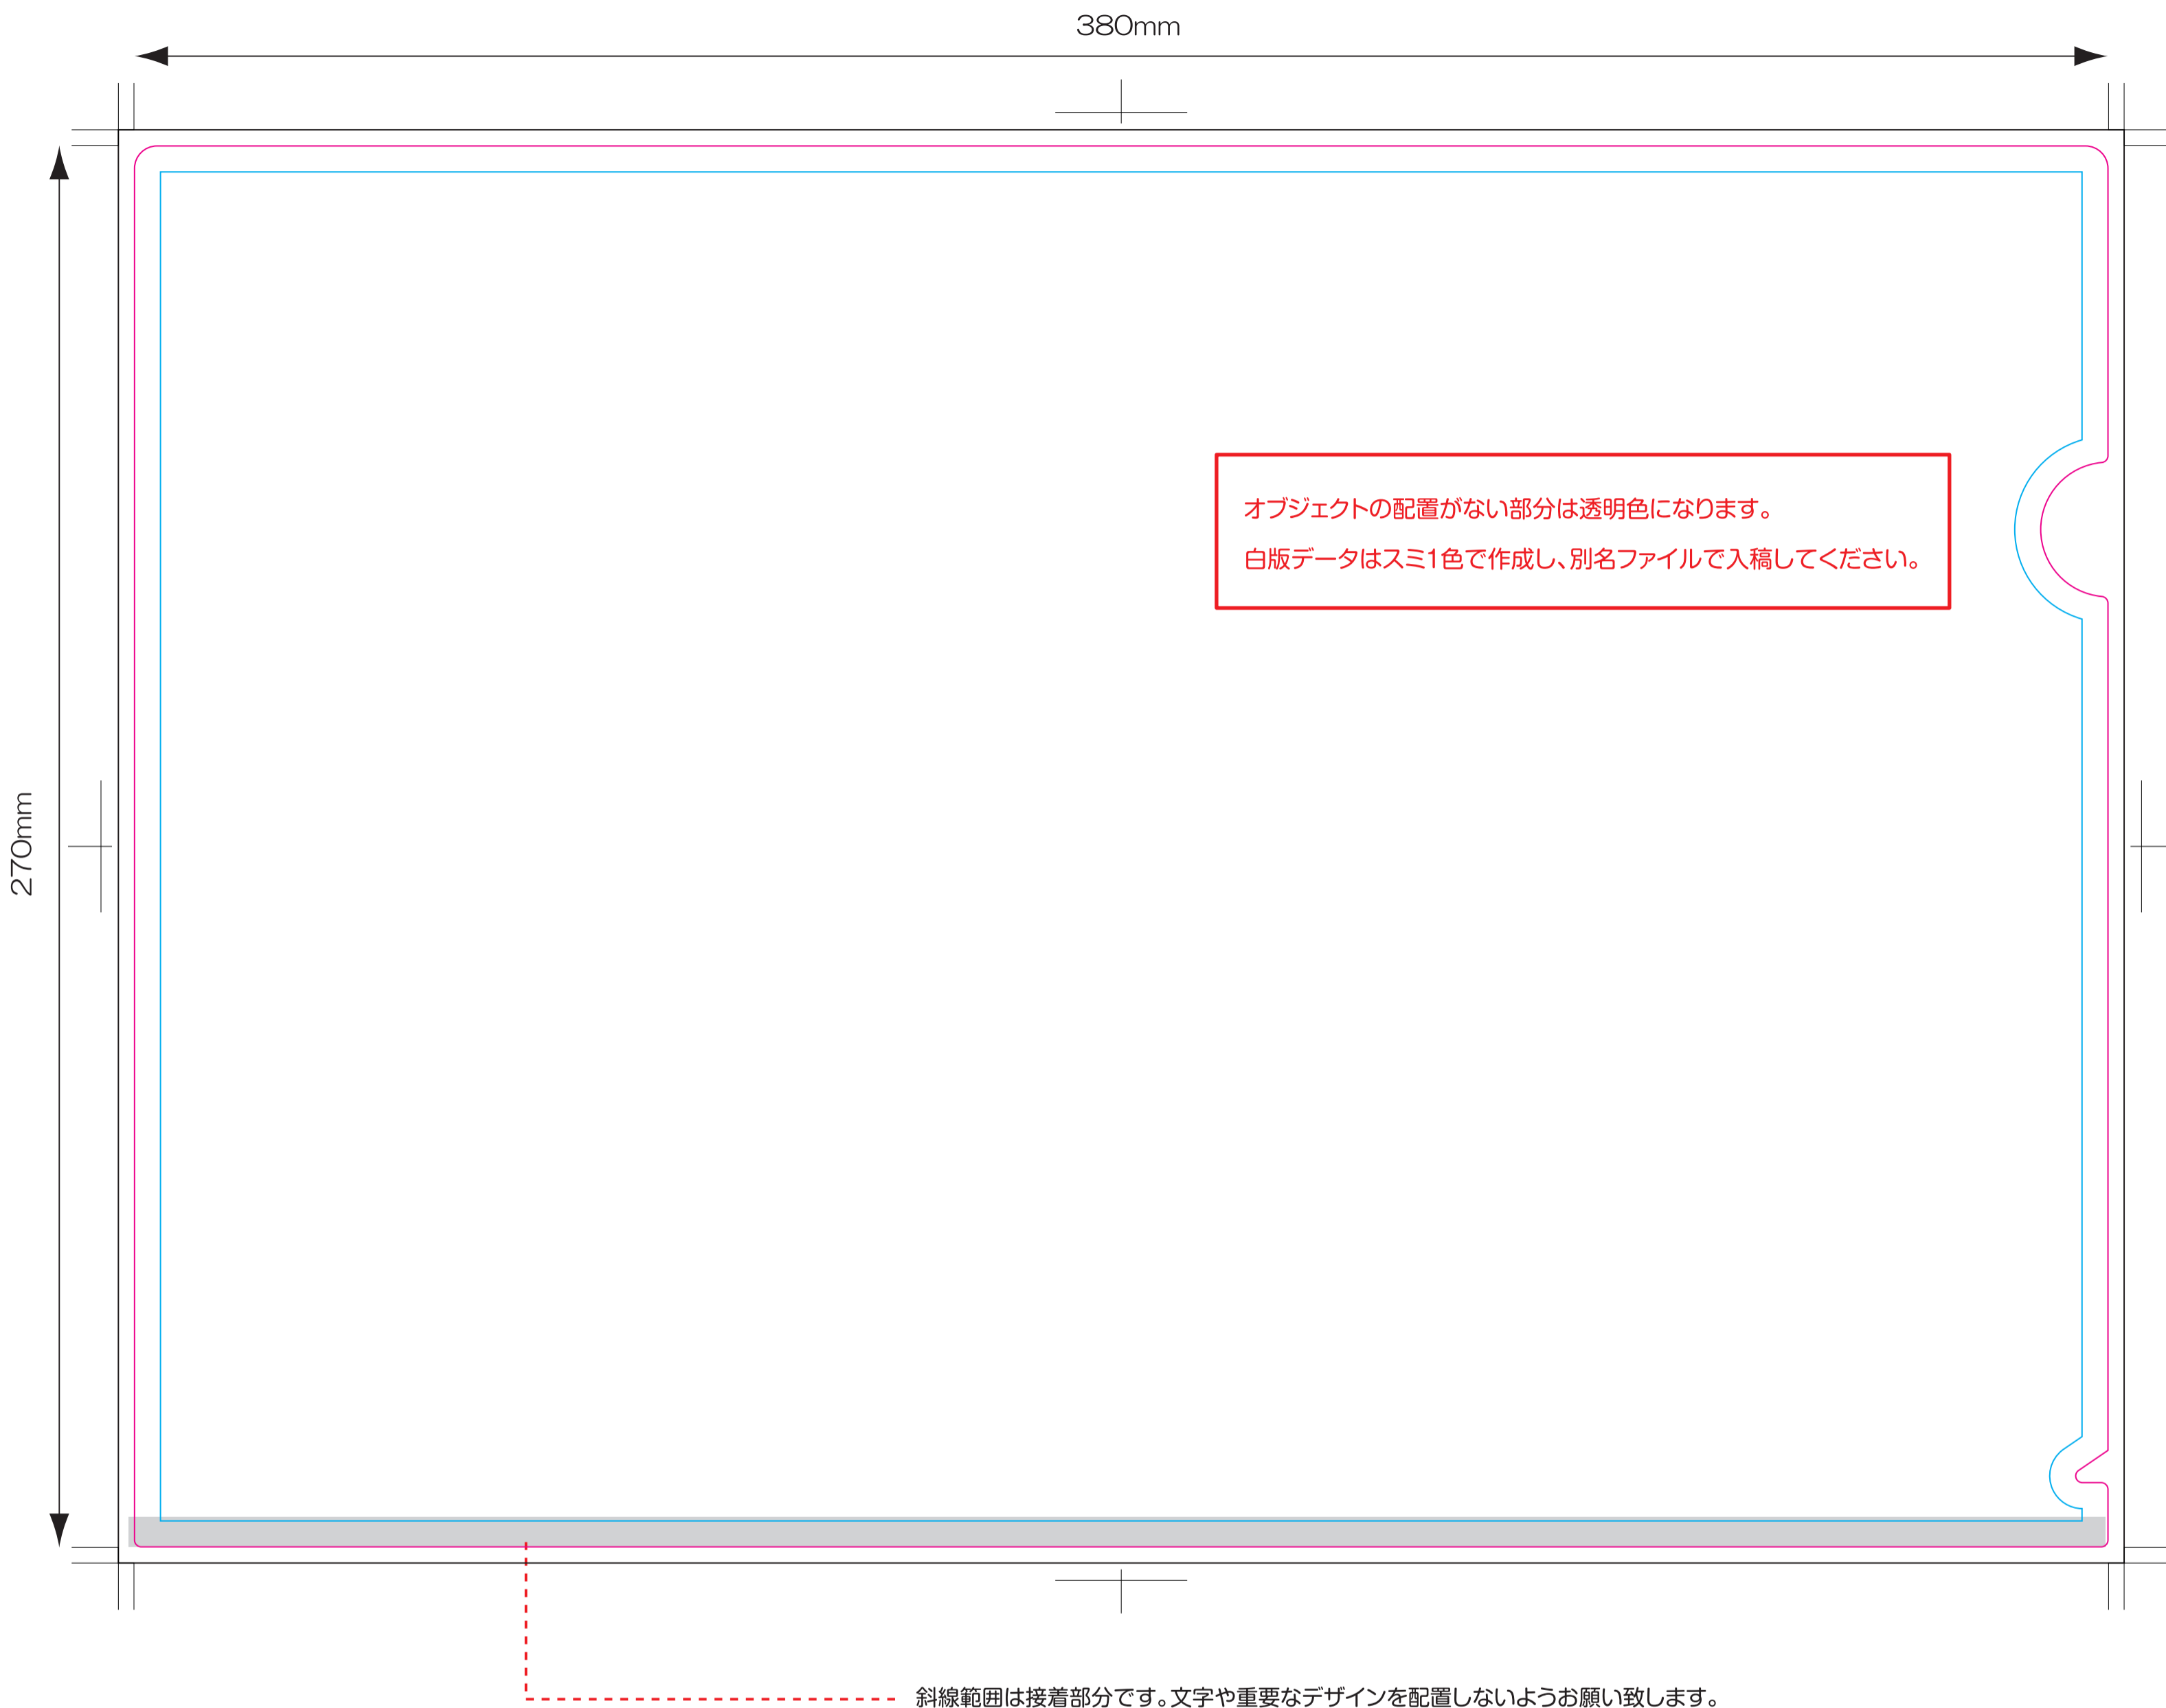 380mm
オブジェクトの配置がない部分は透明色になります。
白版データはスミ1色で作成し、別名ファイルで入稿してください。
270mm
斜線範囲は接着部分です。文字や重要なデザインを配置しないようお願い致します。